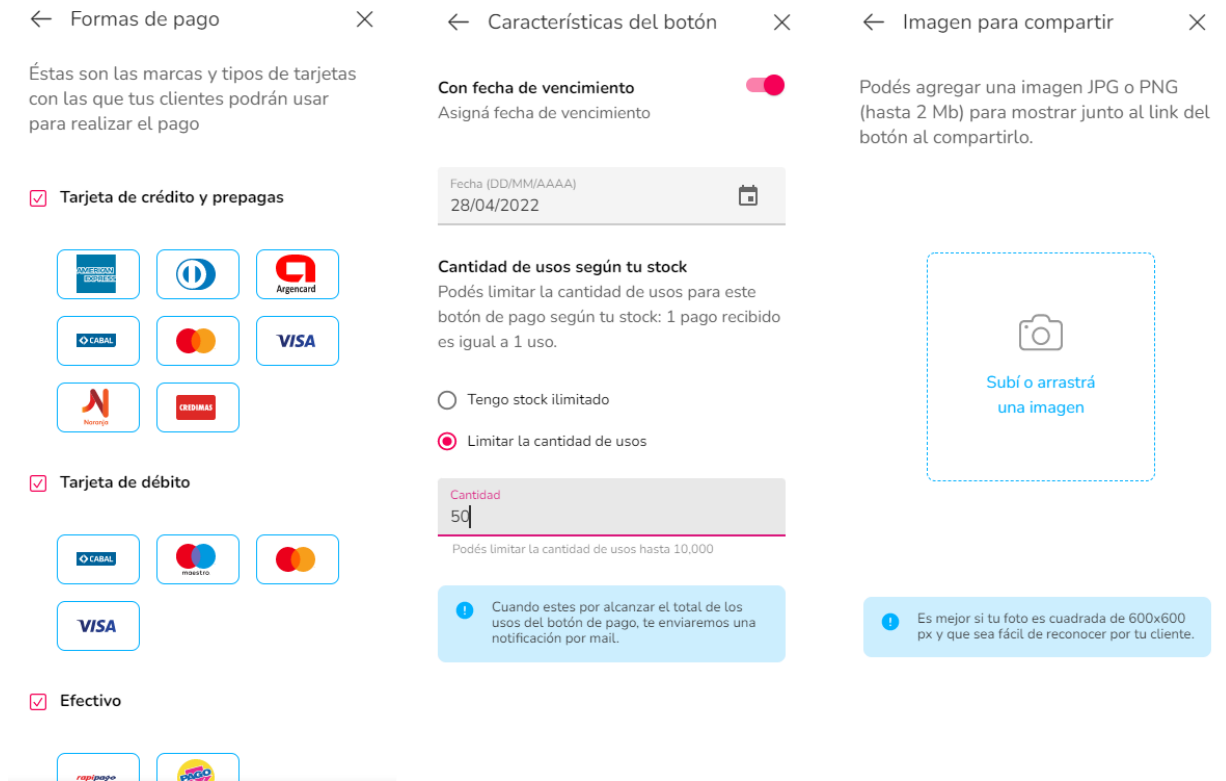 Formas de pago
Éstas son las marcas y tipos de tarjetas
con las que tus clientes podrán usar
para realizar el pago
Tarjeta de crédito y prepagas
AMERICAN
EXPRESS
Argencard
CABAL
VISA
Naranja
CREDIMAS
Tarjeta de débito
CABAL
maestro
VISA
Efectivo
rapipago
PAGO
Características del botón
Con fecha de vencimiento
Asigná fecha de vencimiento
Fecha (DD/MM/AAAA)
28/04/2022
Cantidad de usos según tu stock
Podés limitar la cantidad de usos para este
botón de pago según tu stock: 1 pago recibido
es igual a 1 uso.
Tengo stock ilimitado
Limitar la cantidad de usos
Cantidad
50
Podés limitar la cantidad de usos hasta 10,000
Cuando estes por alcanzar el total de los
usos del botón de pago, te enviaremos una
notificación por mail.
Imagen para compartir
Podés agregar una imagen JPG o PNG
(hasta 2 Mb) para mostrar junto al link del
botón al compartirlo.
Subí o arrastrá
una imagen
Es mejor si tu foto es cuadrada de 600x600
px y que sea fácil de reconocer por tu cliente.